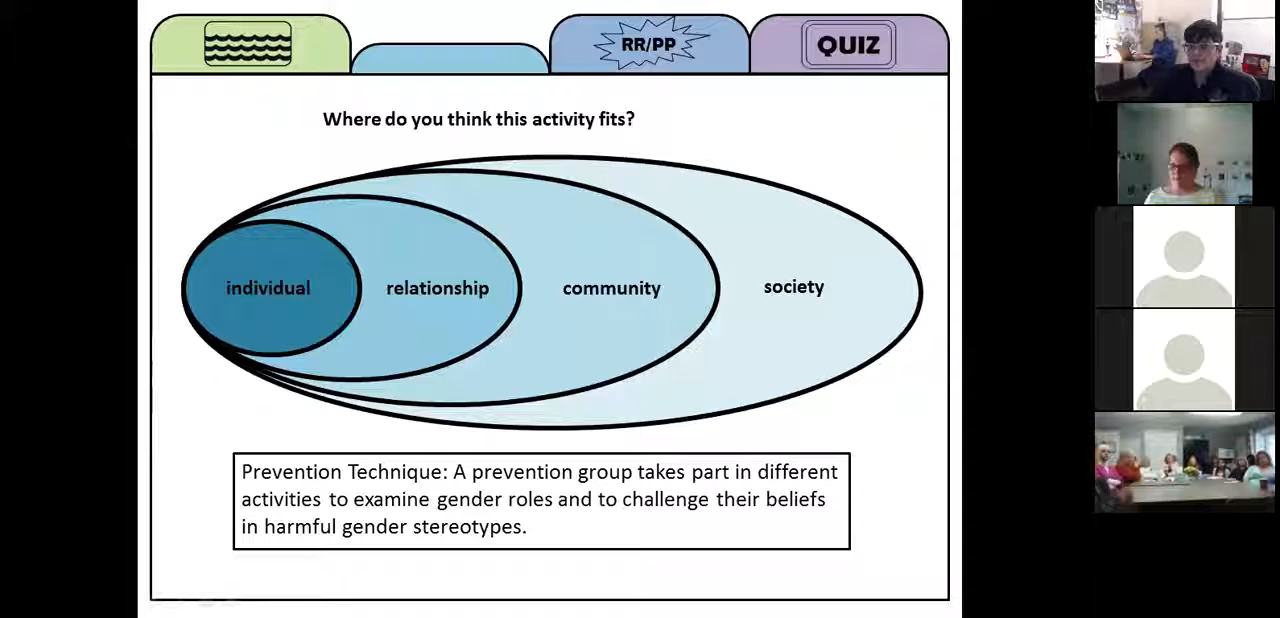 RR/PP
QUIZ
Where do you think this activity fits?
individual
relationship
community
society
Prevention Technique: A prevention group takes part in different
activities to examine gender roles and to challenge their beliefs
in harmful gender stereotypes.